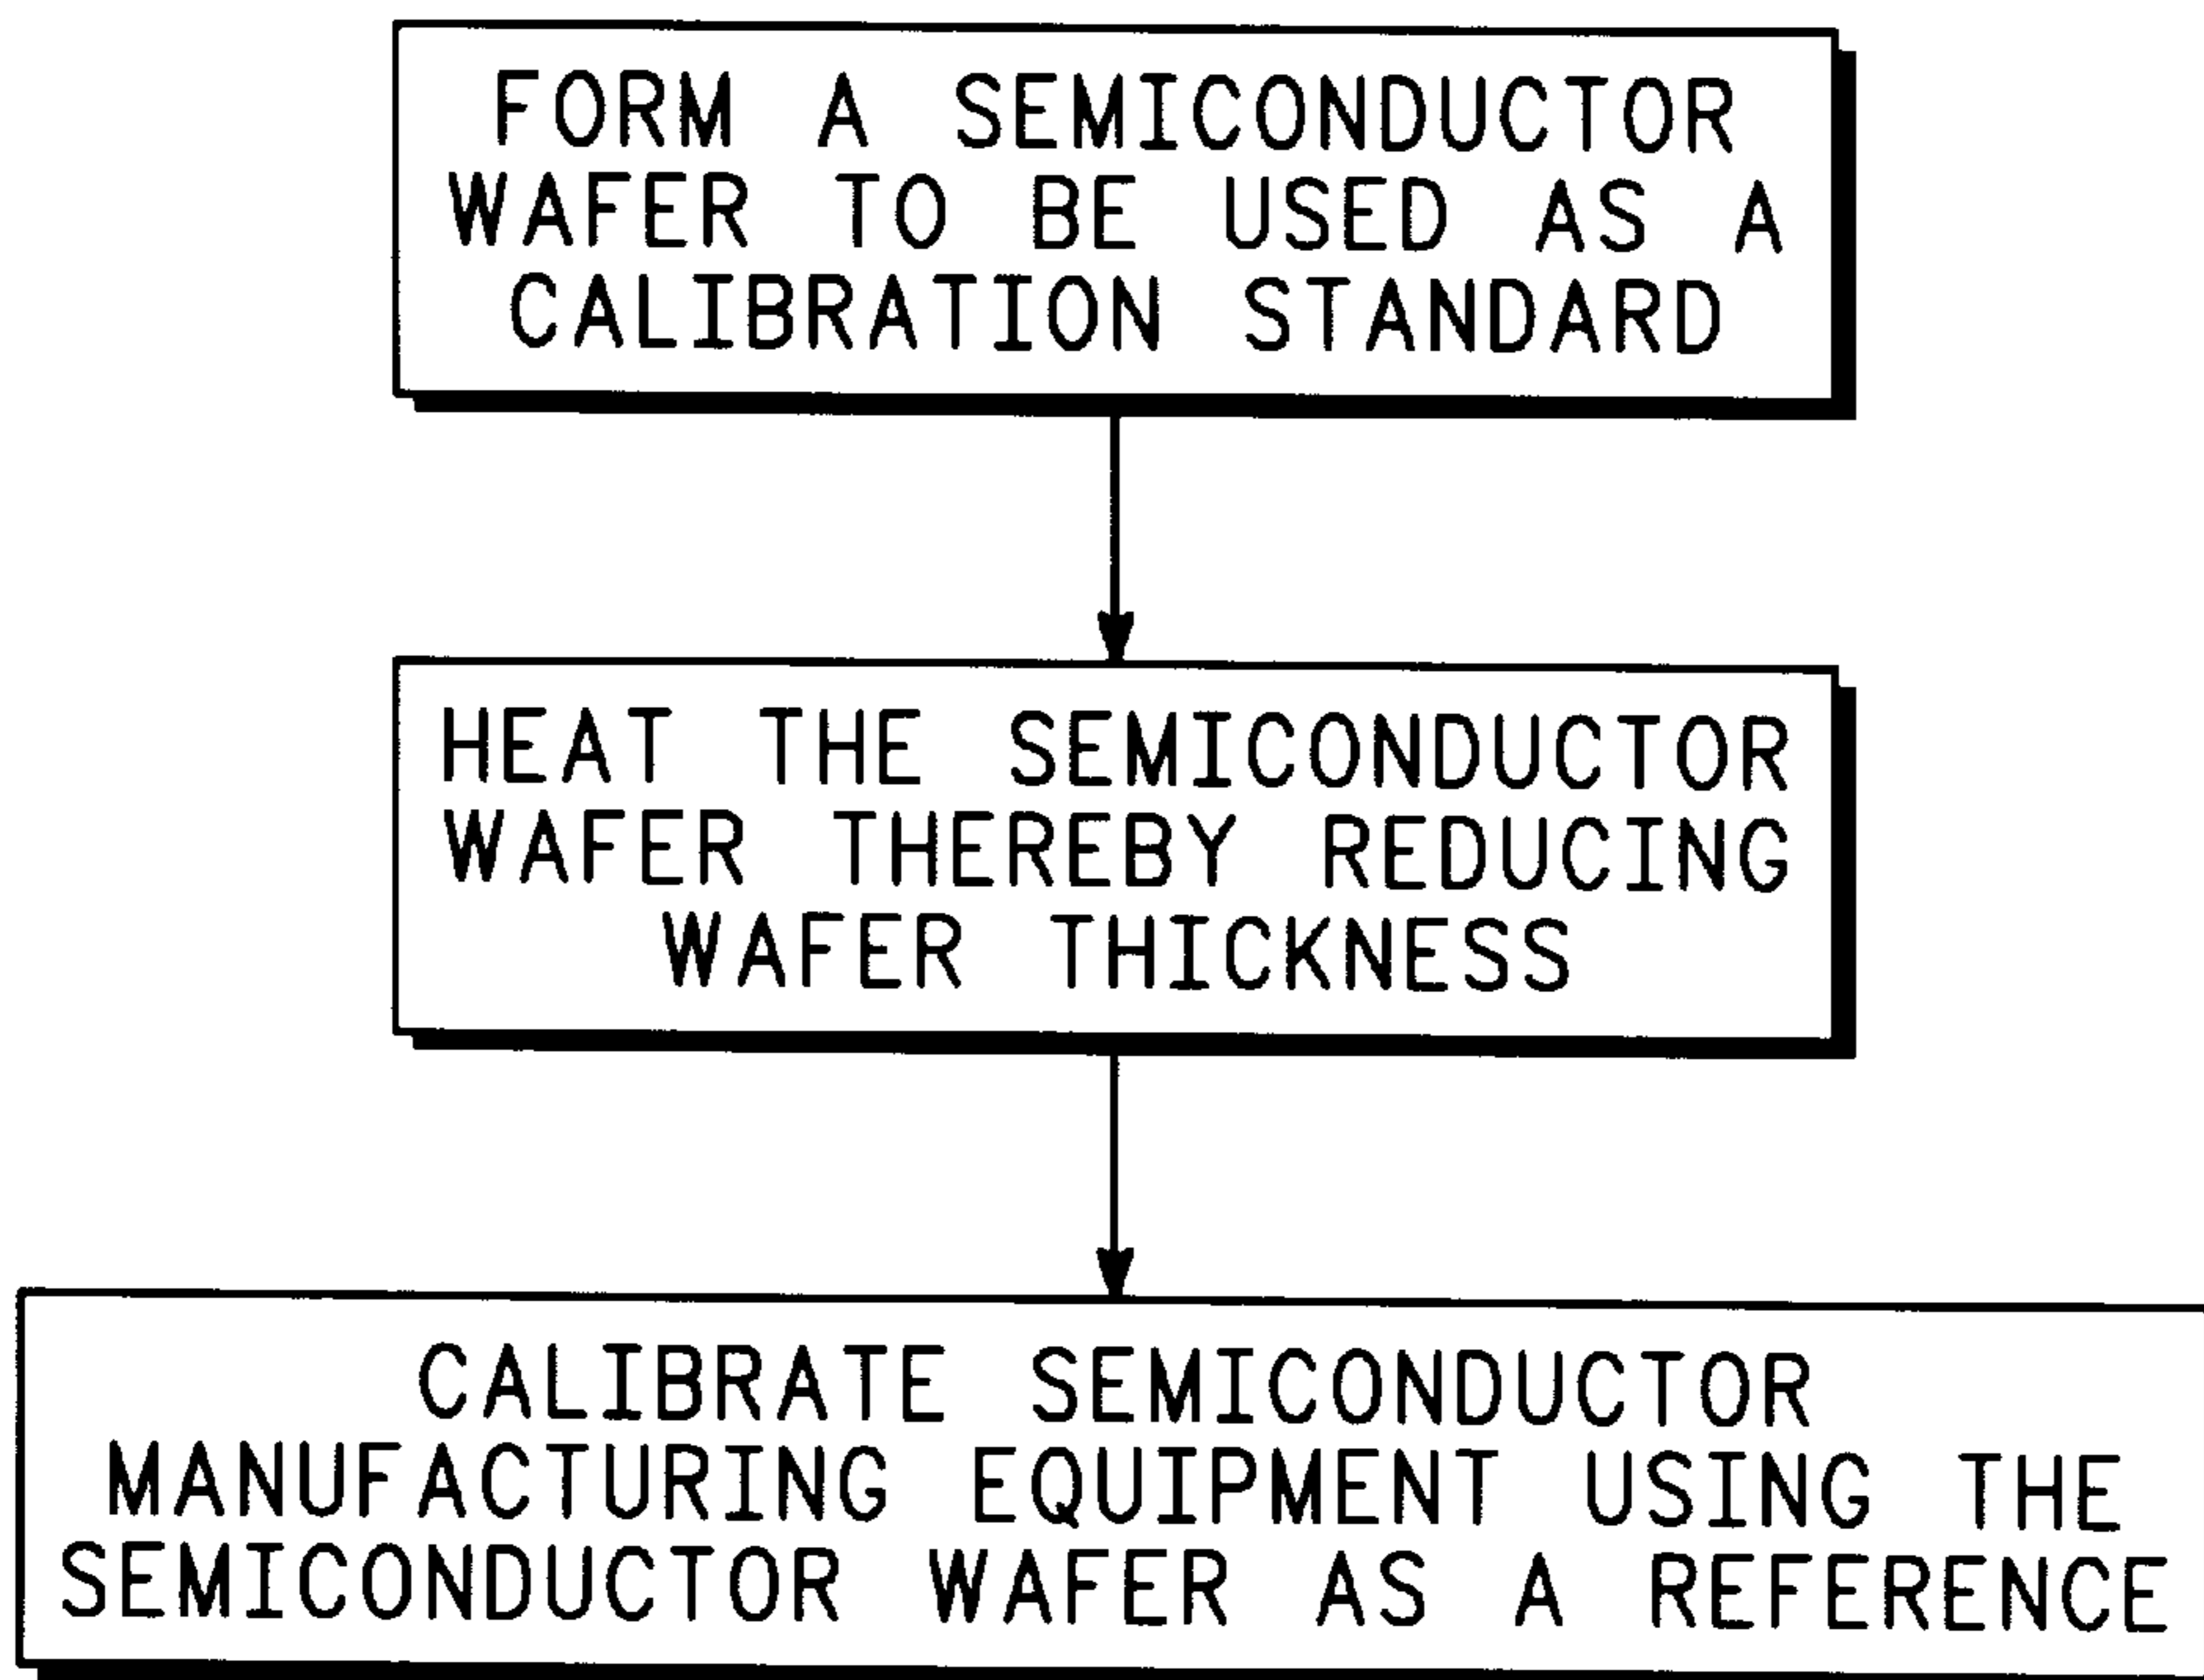 FORM A SEMICONDUCTOR
WAFER TO BE USED AS A
CALIBRATION STANDARD
HEAT THE SEMICONDUCTOR
WAFER THEREBY REDUCING
WAFER THICKNESS
CALIBRATE SEMICONDUCTOR
MANUFACTURING EQUIPMENT USING THE
SEMICONDUCTOR WAFER AS A REFERENCE